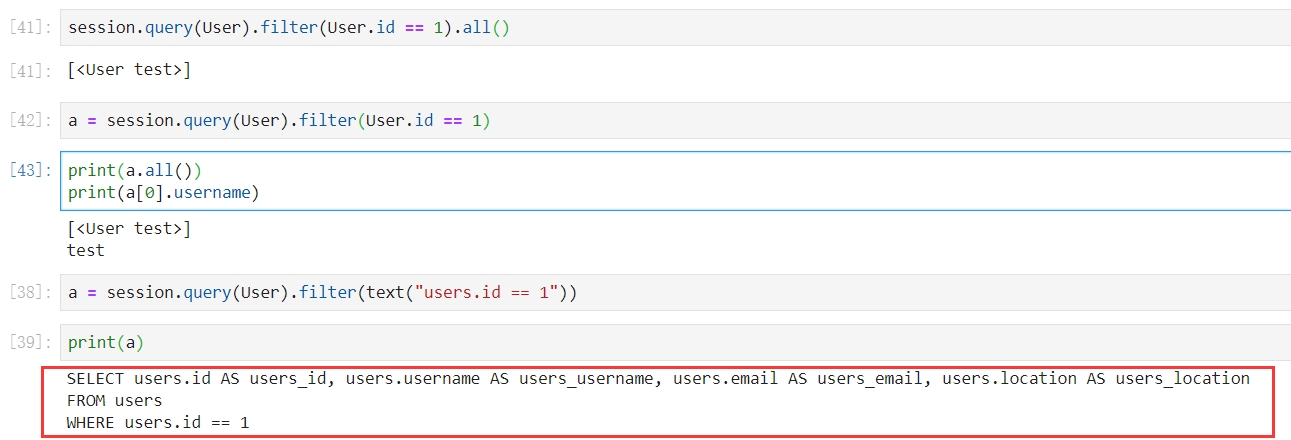 [41]: session.query(User).filter(User.id == 1).all()
[41]: [<User test>]
[42]: a = session.query(User).filter(User.id == 1)
[43]: print(a.all())
print(a[0].username)
[<User test>]
test
[38]: a = session.query(User).filter(text("users.id == 1"))
[39]: print(a)
SELECT users.id AS users_id, users.username AS users_username, users.email AS users_email, users.location AS users_location
FROM users
WHERE users.id == 1